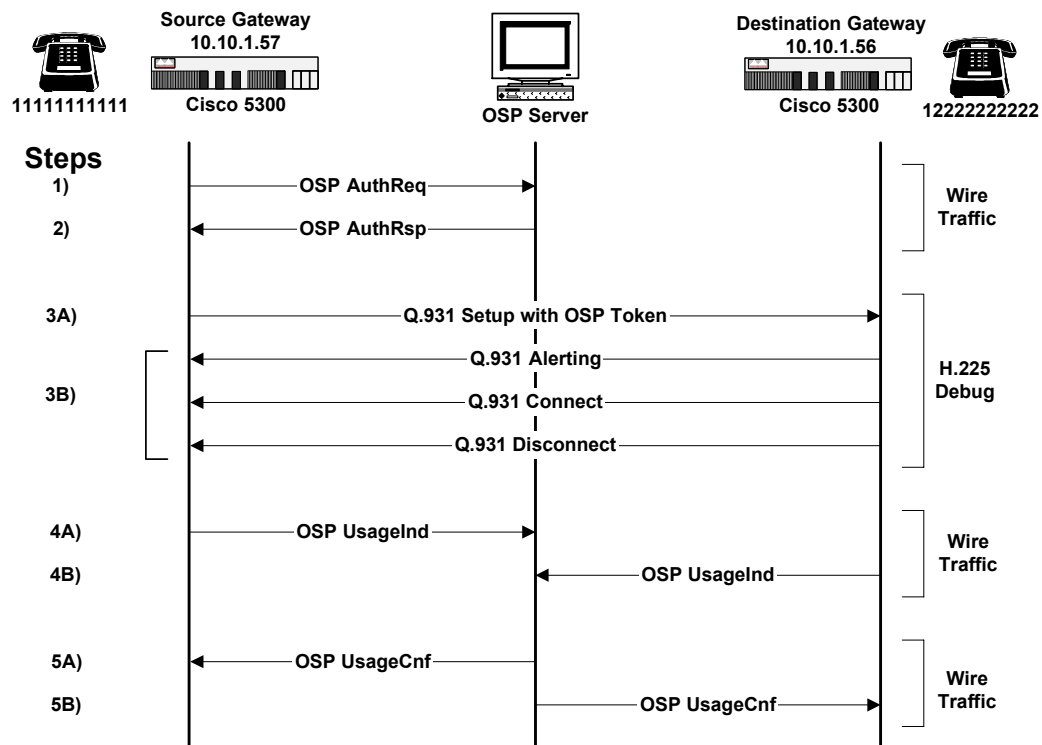 Source Gateway
10.10.1.57
Cisco 5300
11111111111
OSP Server
Destination Gateway
10.10.1.56
Cisco 5300
12222222222
Steps
1)
OSP AuthReq
2)
OSP AuthRsp
Wire
Traffic
3A)
Q.931 Setup with OSP Token
3B)
Q.931 Alerting
Q.931 Connect
Q.931 Disconnect
H.225
Debug
4A)
OSP UsageInd
4B)
OSP UsageInd
Wire
Traffic
5A)
OSP UsageCnf
5B)
OSP UsageCnf
Wire
Traffic